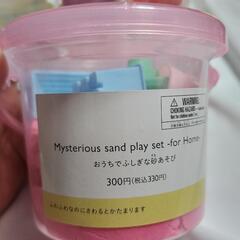 WARNING:
CHOKING HAZARD
Mysterious sand play set -for Home-
おうちでふしぎな砂あそび
300円(税込330円)
ふわふわなのにさわるとかたまります